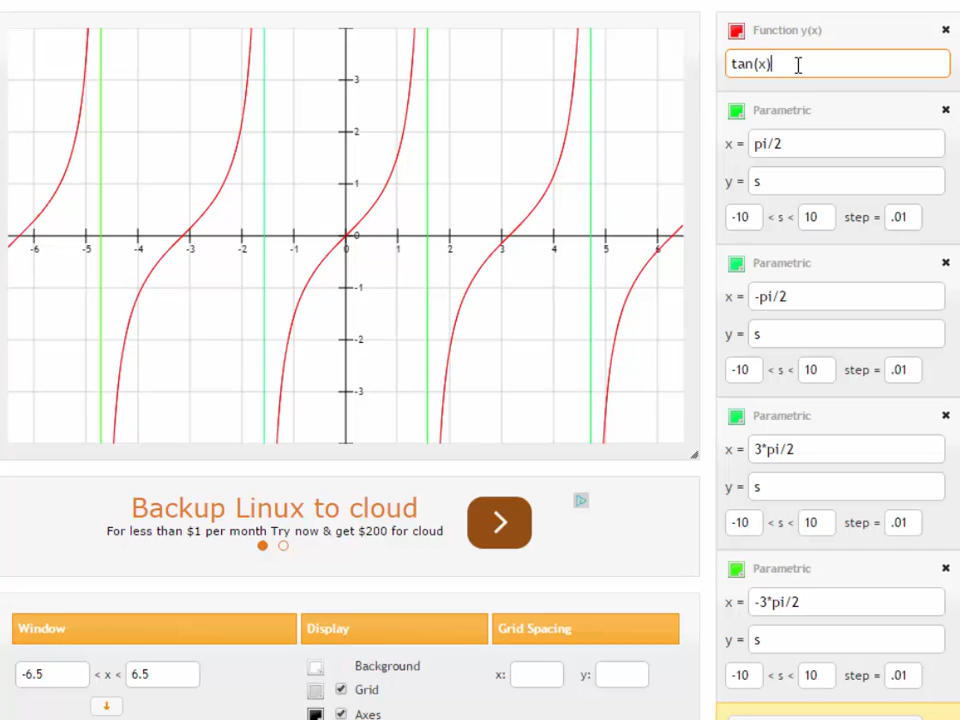 Function y(x)
tan(x)
Parametric
x = pi/2
y = s
-10 < s < 10 step = .01
Parametric
x = -pi/2
y = s
-10 < s < 10 step = .01
Parametric
x = 3*pi/2
y = s
-10 < s < 10 step = .01
Parametric
x = -3*pi/2
y = s
-10 < s < 10 step = .01
3
2
1
-6 -5 -4 -3 -2 -1 0 1 2 3 4 5 6
-1
-2
-3
Backup Linux to cloud
For less than $1 per month Try now & get $200 for cloud
Window Display Grid Spacing
-6.5 < x < 6.5
Background
Grid
Axes
x: y: